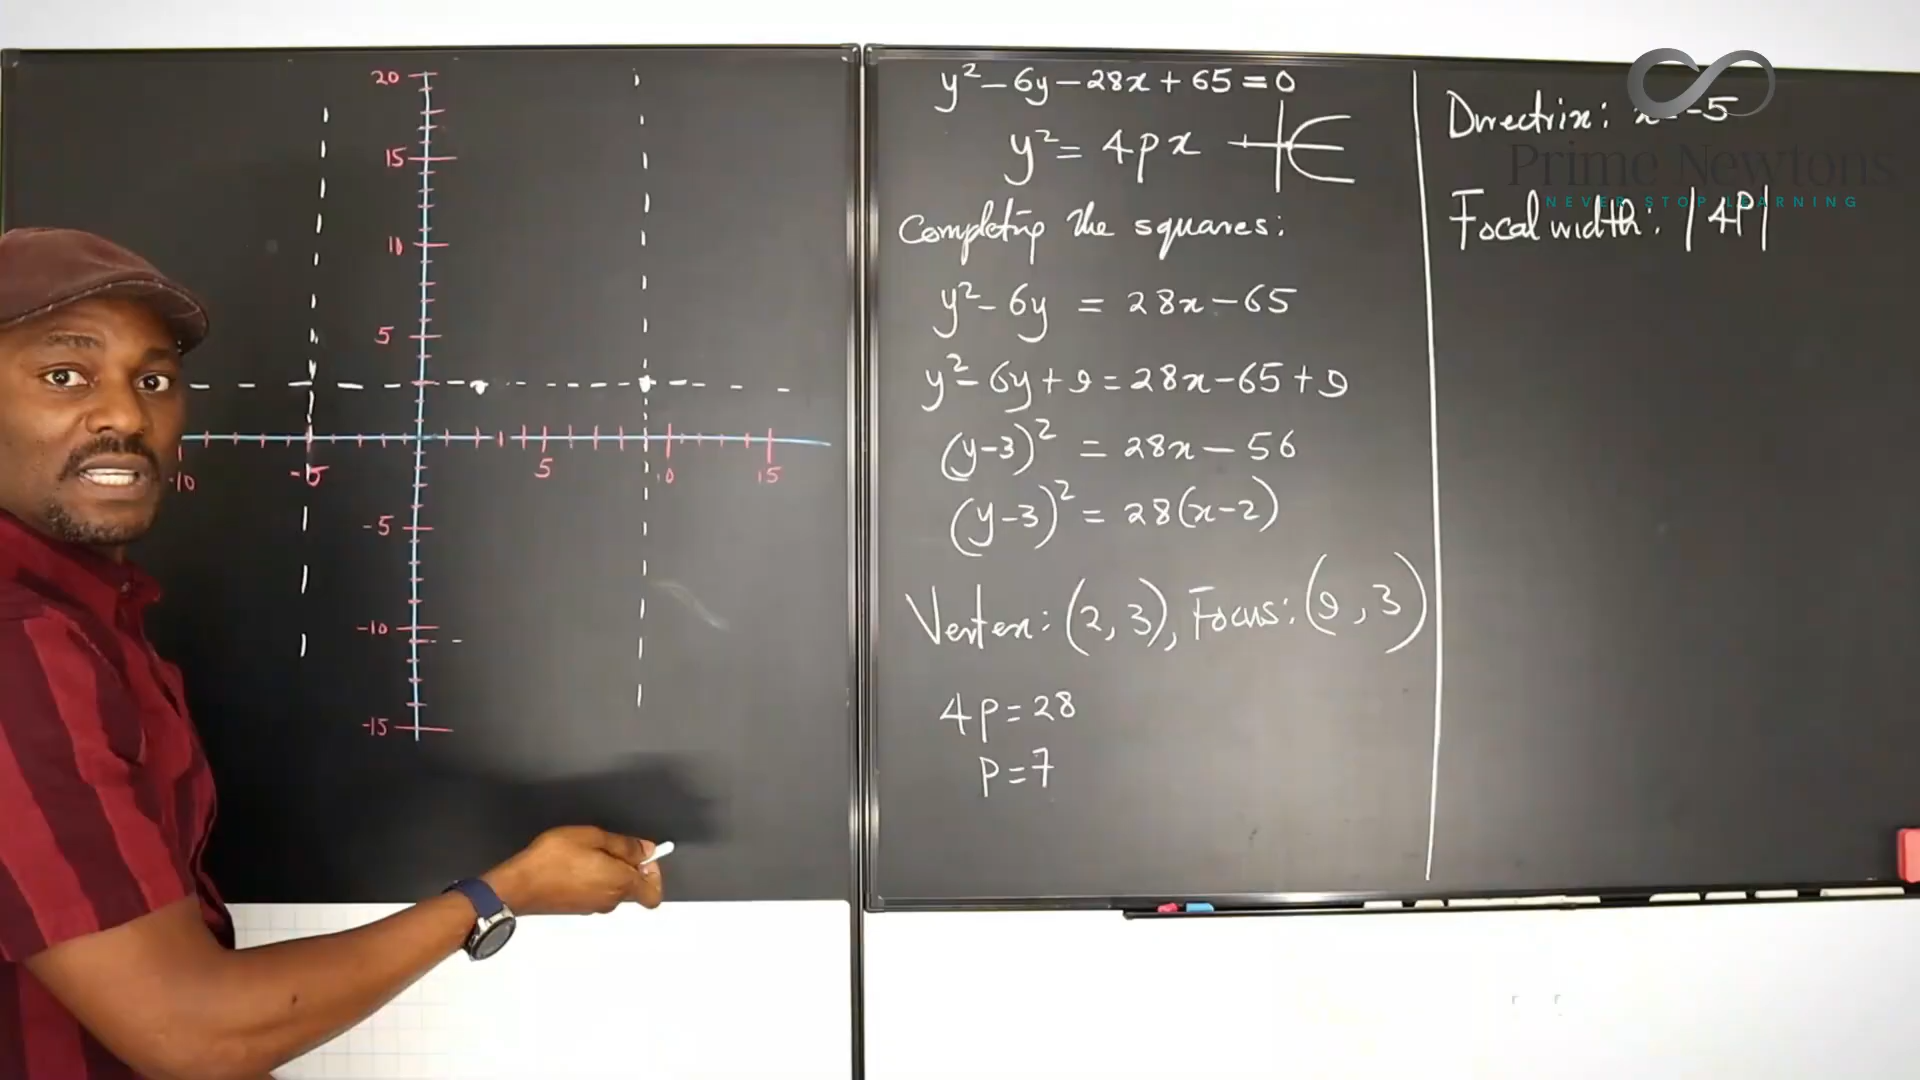 20
15
10
5
-10
-5
5
10
15
-5
-10
-15
y² - 6y - 28x + 65 = 0
y² = 4px
Completing the squares:
y² - 6y = 28x - 65
y² - 6y + 9 = 28x - 65 + 9
(y-3)² = 28x - 56
(y-3)² = 28(x-2)
Vertex: (2, 3), Focus: (9, 3)
4p = 28
p = 7
Directrix: x = -5
Focal width: |4P|
Prime Newtons
NEVER STOP LEARNING